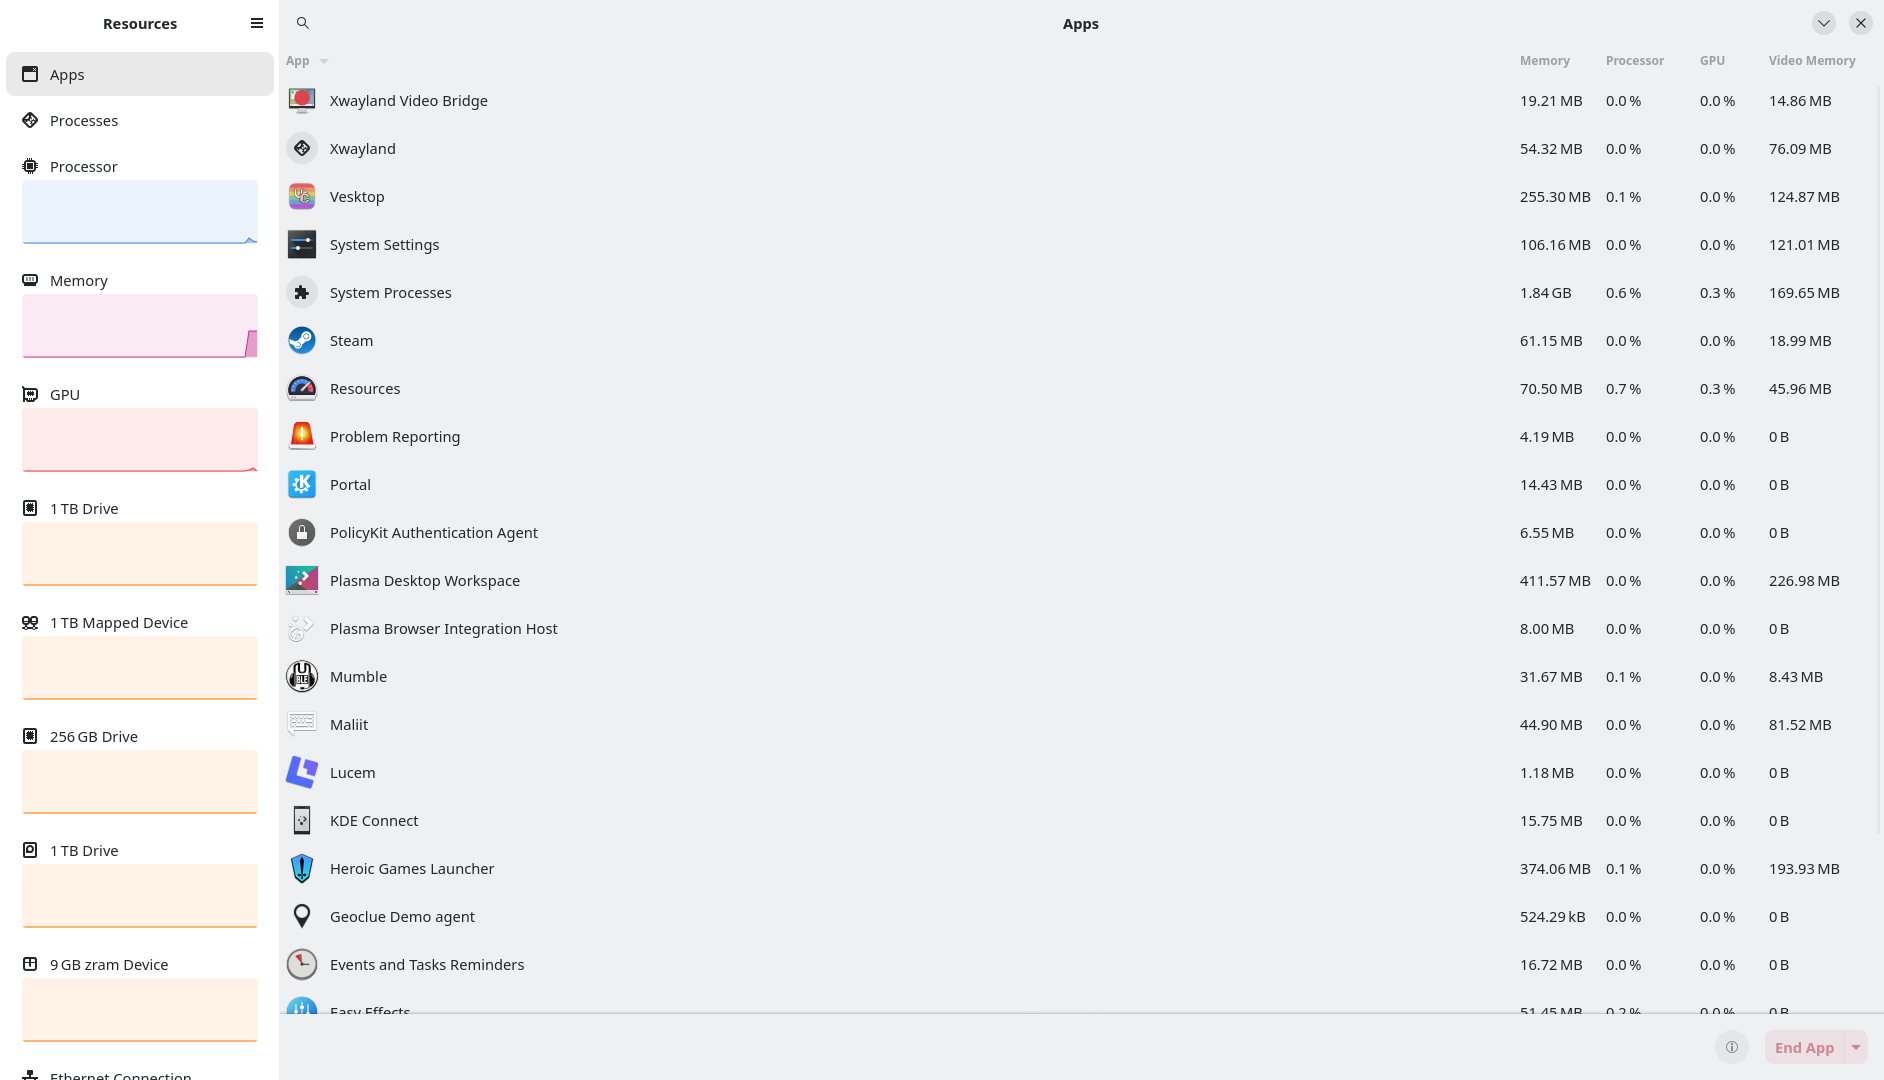 Resources
Apps
Apps
Processes
Processor
Memory
GPU
1 TB Drive
1 TB Mapped Device
256 GB Drive
1 TB Drive
9 GB zram Device
Ethernet Connection
App Memory Processor GPU Video Memory
Xwayland Video Bridge 19.21 MB 0.0 % 0.0 % 14.86 MB
Xwayland 54.32 MB 0.0 % 0.0 % 76.09 MB
Vesktop 255.30 MB 0.1 % 0.0 % 124.87 MB
System Settings 106.16 MB 0.0 % 0.0 % 121.01 MB
System Processes 1.84 GB 0.6 % 0.3 % 169.65 MB
Steam 61.15 MB 0.0 % 0.0 % 18.99 MB
Resources 70.50 MB 0.7 % 0.3 % 45.96 MB
Problem Reporting 4.19 MB 0.0 % 0.0 % 0 B
Portal 14.43 MB 0.0 % 0.0 % 0 B
PolicyKit Authentication Agent 6.55 MB 0.0 % 0.0 % 0 B
Plasma Desktop Workspace 411.57 MB 0.0 % 0.0 % 226.98 MB
Plasma Browser Integration Host 8.00 MB 0.0 % 0.0 % 0 B
Mumble 31.67 MB 0.1 % 0.0 % 8.43 MB
Maliit 44.90 MB 0.0 % 0.0 % 81.52 MB
Lucem 1.18 MB 0.0 % 0.0 % 0 B
KDE Connect 15.75 MB 0.0 % 0.0 % 0 B
Heroic Games Launcher 374.06 MB 0.1 % 0.0 % 193.93 MB
Geoclue Demo agent 524.29 kB 0.0 % 0.0 % 0 B
Events and Tasks Reminders 16.72 MB 0.0 % 0.0 % 0 B
Easy Effects 51.45 MB 0.2 % 0.0 % 0 B
End App